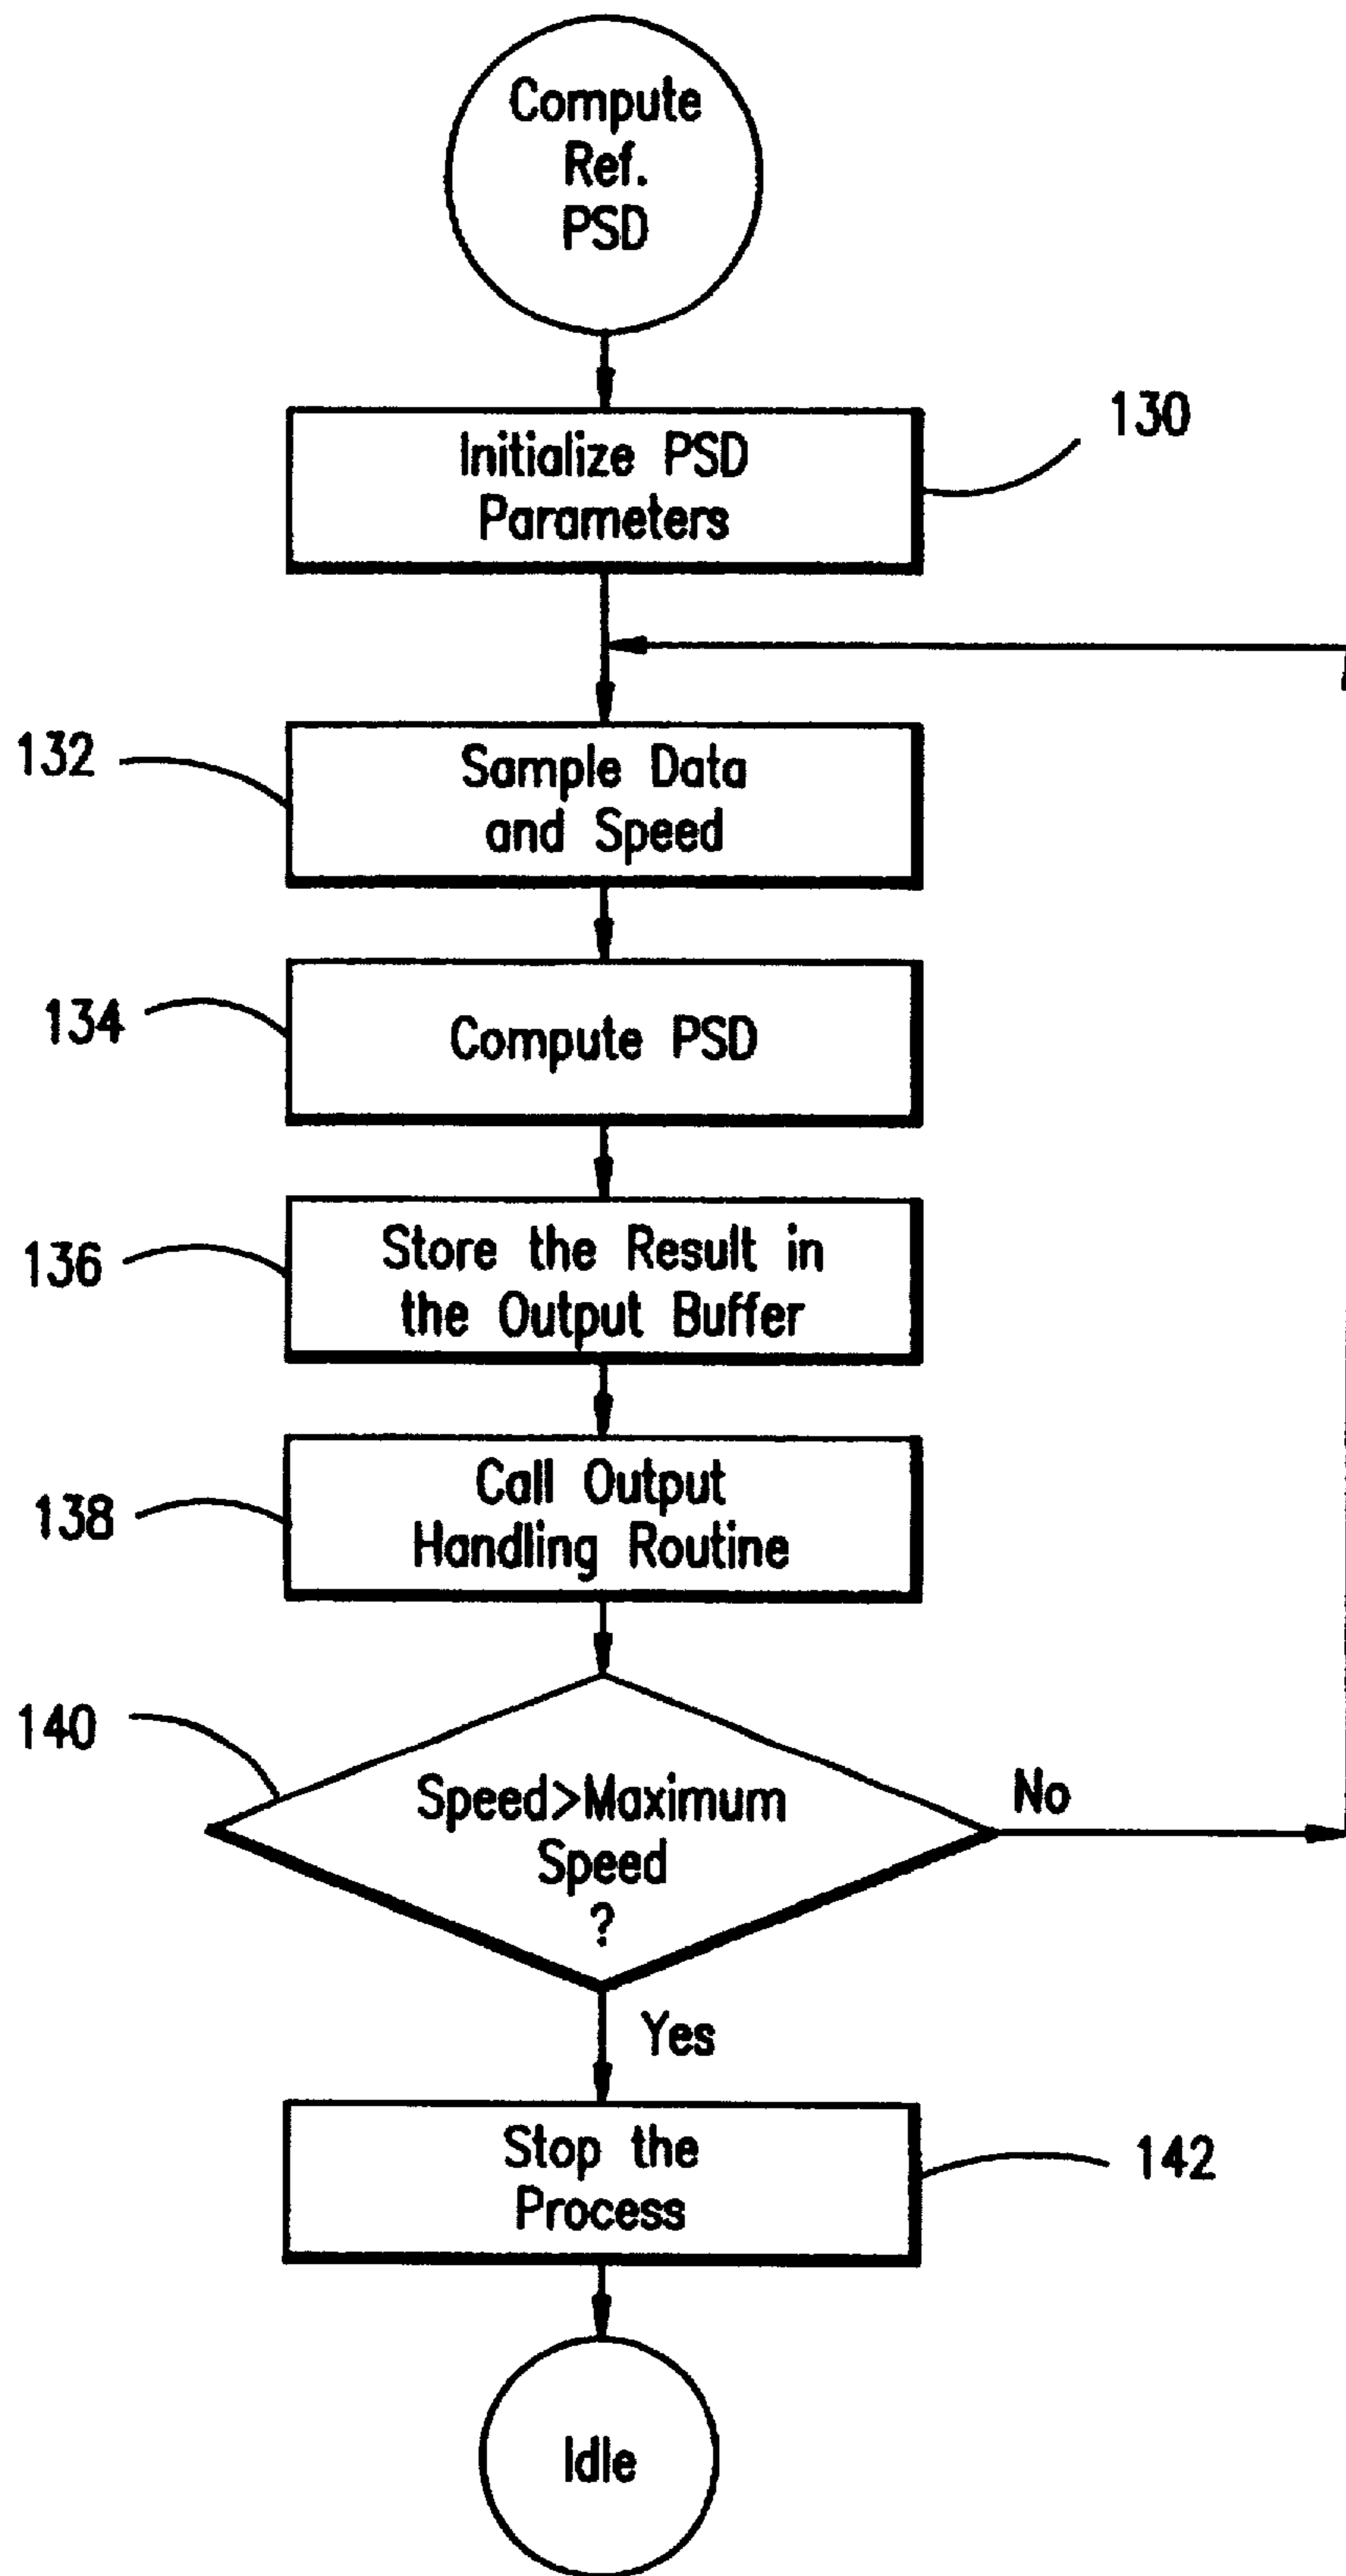 Compute
Ref.
PSD
130
Initialize PSD
Parameters
132
Sample Data
and Speed
134
Compute PSD
136
Store the Result in
the Output Buffer
138
Call Output
Handling Routine
140
Speed>Maximum
Speed
?
No
Yes
Stop the
Process
142
Idle